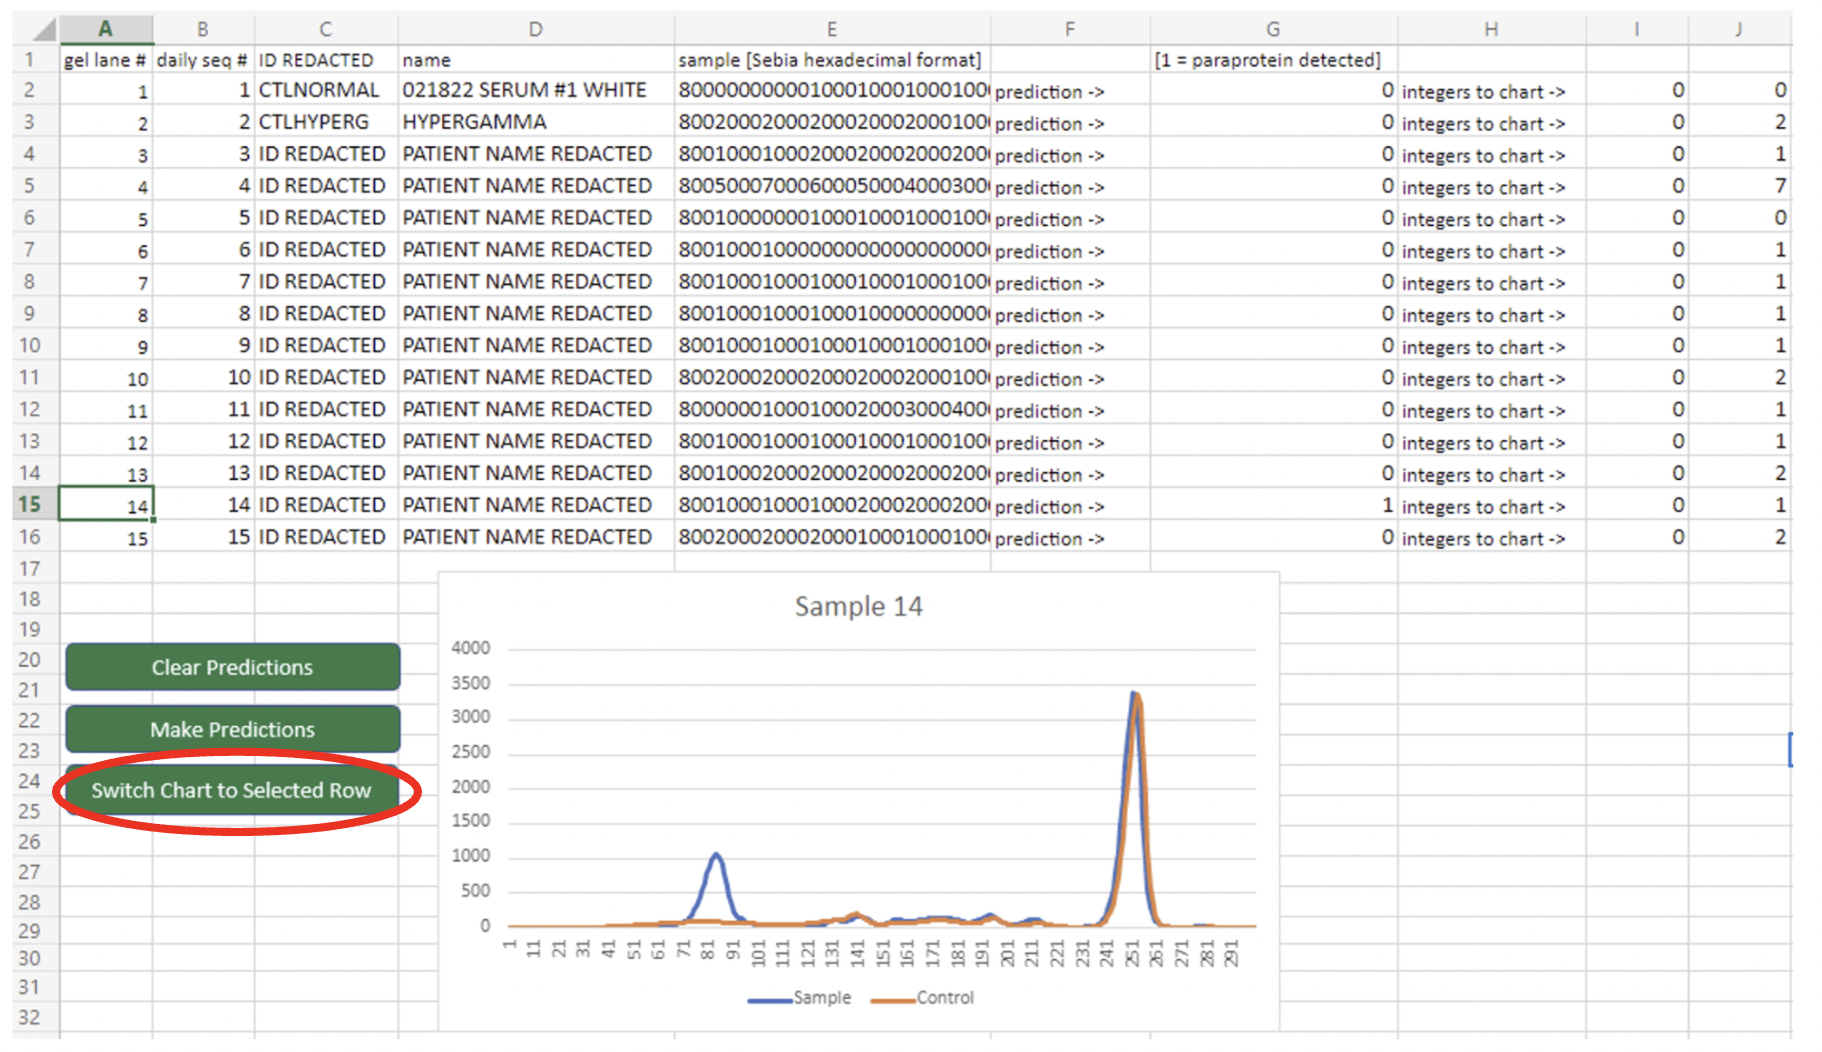 A B C D E F G H I J
1 gel lane # daily seq # ID REDACTED name sample [Sebia hexadecimal format] [1 = paraprotein detected]
2 1 1 CTLNORMAL 021822 SERUM #1 WHITE 800000000001000100010001000 prediction -> 0 integers to chart -> 0 0
3 2 2 CTLHYPERG HYPERGAMMA 800200020002000200020001000 prediction -> 0 integers to chart -> 0 2
4 3 3 ID REDACTED PATIENT NAME REDACTED 800100010002000200020002000 prediction -> 0 integers to chart -> 0 1
5 4 4 ID REDACTED PATIENT NAME REDACTED 800500070006000500040003000 prediction -> 0 integers to chart -> 0 7
6 5 5 ID REDACTED PATIENT NAME REDACTED 800100000001000100010001000 prediction -> 0 integers to chart -> 0 0
7 6 6 ID REDACTED PATIENT NAME REDACTED 800100010000000000000000000 prediction -> 0 integers to chart -> 0 1
8 7 7 ID REDACTED PATIENT NAME REDACTED 800100010001000100010001000 prediction -> 0 integers to chart -> 0 1
9 8 8 ID REDACTED PATIENT NAME REDACTED 800100010001000100000000000 prediction -> 0 integers to chart -> 0 1
10 9 9 ID REDACTED PATIENT NAME REDACTED 800100010001000100010001000 prediction -> 0 integers to chart -> 0 1
11 10 10 ID REDACTED PATIENT NAME REDACTED 800200020002000200020001000 prediction -> 0 integers to chart -> 0 2
12 11 11 ID REDACTED PATIENT NAME REDACTED 800000010001000200030004000 prediction -> 0 integers to chart -> 0 1
13 12 12 ID REDACTED PATIENT NAME REDACTED 800100010001000100010001000 prediction -> 0 integers to chart -> 0 1
14 13 13 ID REDACTED PATIENT NAME REDACTED 800100020002000200020002000 prediction -> 0 integers to chart -> 0 2
15 14 14 ID REDACTED PATIENT NAME REDACTED 800100010001000200020002000 prediction -> 1 integers to chart -> 0 1
16 15 15 ID REDACTED PATIENT NAME REDACTED 800200020002000100010001000 prediction -> 0 integers to chart -> 0 2
17
18
19
20
21
22
23
24
25
26
27
28
29
30
31
32
Clear Predictions
Make Predictions
Switch Chart to Selected Row
Sample 14
4000
3500
3000
2500
2000
1500
1000
500
0
1 11 21 31 41 51 61 71 81 91 101 111 121 131 141 151 161 171 181 191 201 211 221 231 241 251 261 271 281 291
Sample Control